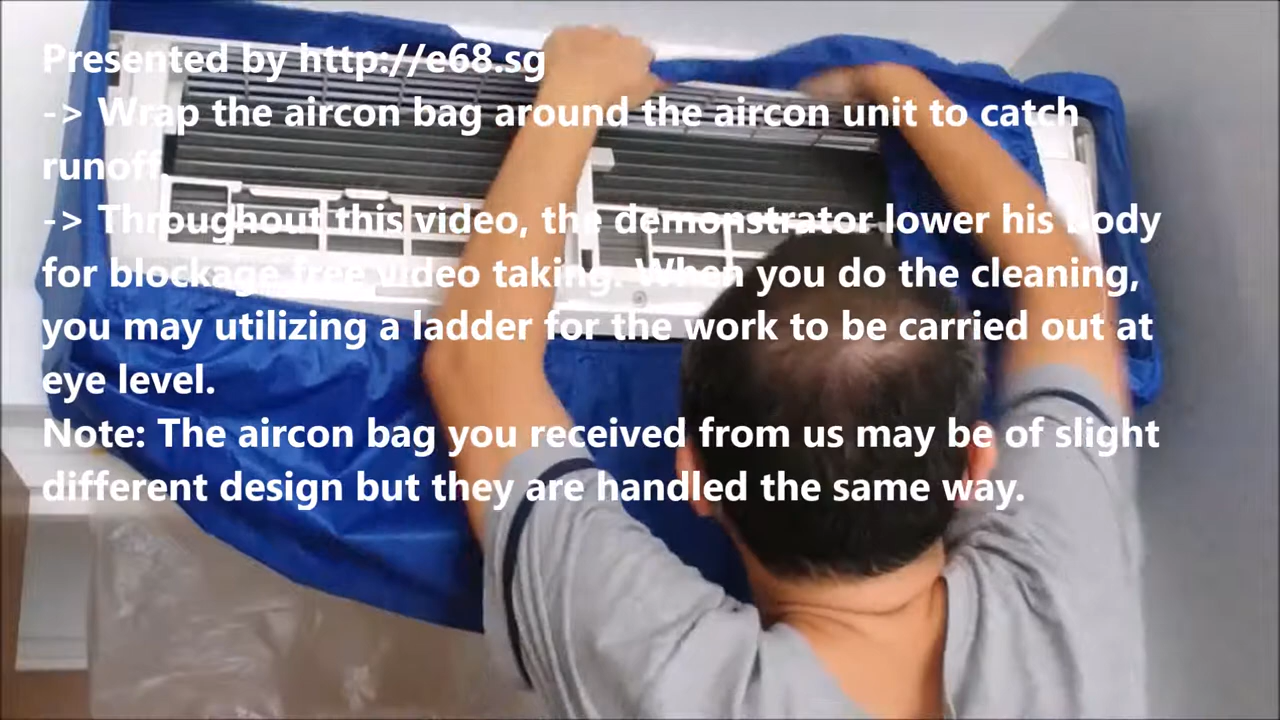 Presented by http://e68.sg
-> Wrap the aircon bag around the aircon unit to catch
runoff.
-> Throughout this video, the demonstrator lower his body
for blockage free video taking. When you do the cleaning,
you may utilizing a ladder for the work to be carried out at
eye level.
Note: The aircon bag you received from us may be of slight
different design but they are handled the same way.